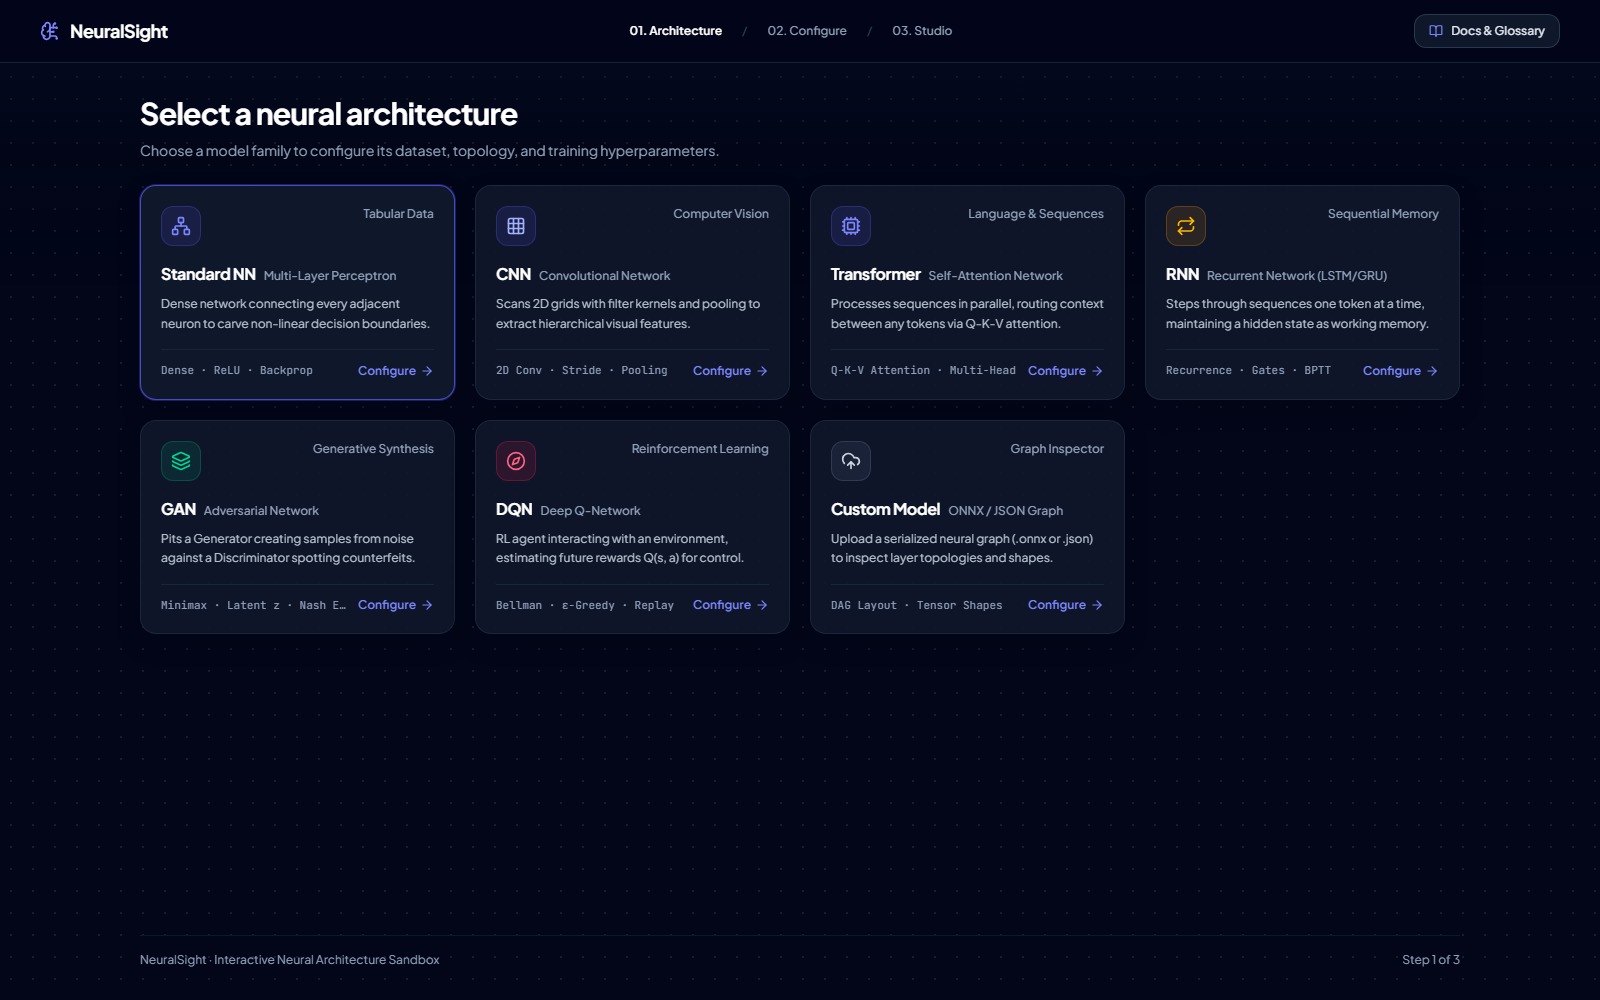 NeuralSight
01. Architecture / 02. Configure / 03. Studio
Docs & Glossary
Select a neural architecture
Choose a model family to configure its dataset, topology, and training hyperparameters.
Tabular Data
Standard NN Multi-Layer Perceptron
Dense network connecting every adjacent
neuron to carve non-linear decision boundaries.
Dense · ReLU · Backprop
Configure →
Computer Vision
CNN Convolutional Network
Scans 2D grids with filter kernels and pooling to
extract hierarchical visual features.
2D Conv · Stride · Pooling
Configure →
Language & Sequences
Transformer Self-Attention Network
Processes sequences in parallel, routing context
between any tokens via Q-K-V attention.
Q-K-V Attention · Multi-Head
Configure →
Sequential Memory
RNN Recurrent Network (LSTM/GRU)
Steps through sequences one token at a time,
maintaining a hidden state as working memory.
Recurrence · Gates · BPTT
Configure →
Generative Synthesis
GAN Adversarial Network
Pits a Generator creating samples from noise
against a Discriminator spotting counterfeits.
Minimax · Latent z · Nash E…
Configure →
Reinforcement Learning
DQN Deep Q-Network
RL agent interacting with an environment,
estimating future rewards Q(s, a) for control.
Bellman · ε-Greedy · Replay
Configure →
Graph Inspector
Custom Model ONNX / JSON Graph
Upload a serialized neural graph (.onnx or .json)
to inspect layer topologies and shapes.
DAG Layout · Tensor Shapes
Configure →
NeuralSight · Interactive Neural Architecture Sandbox
Step 1 of 3